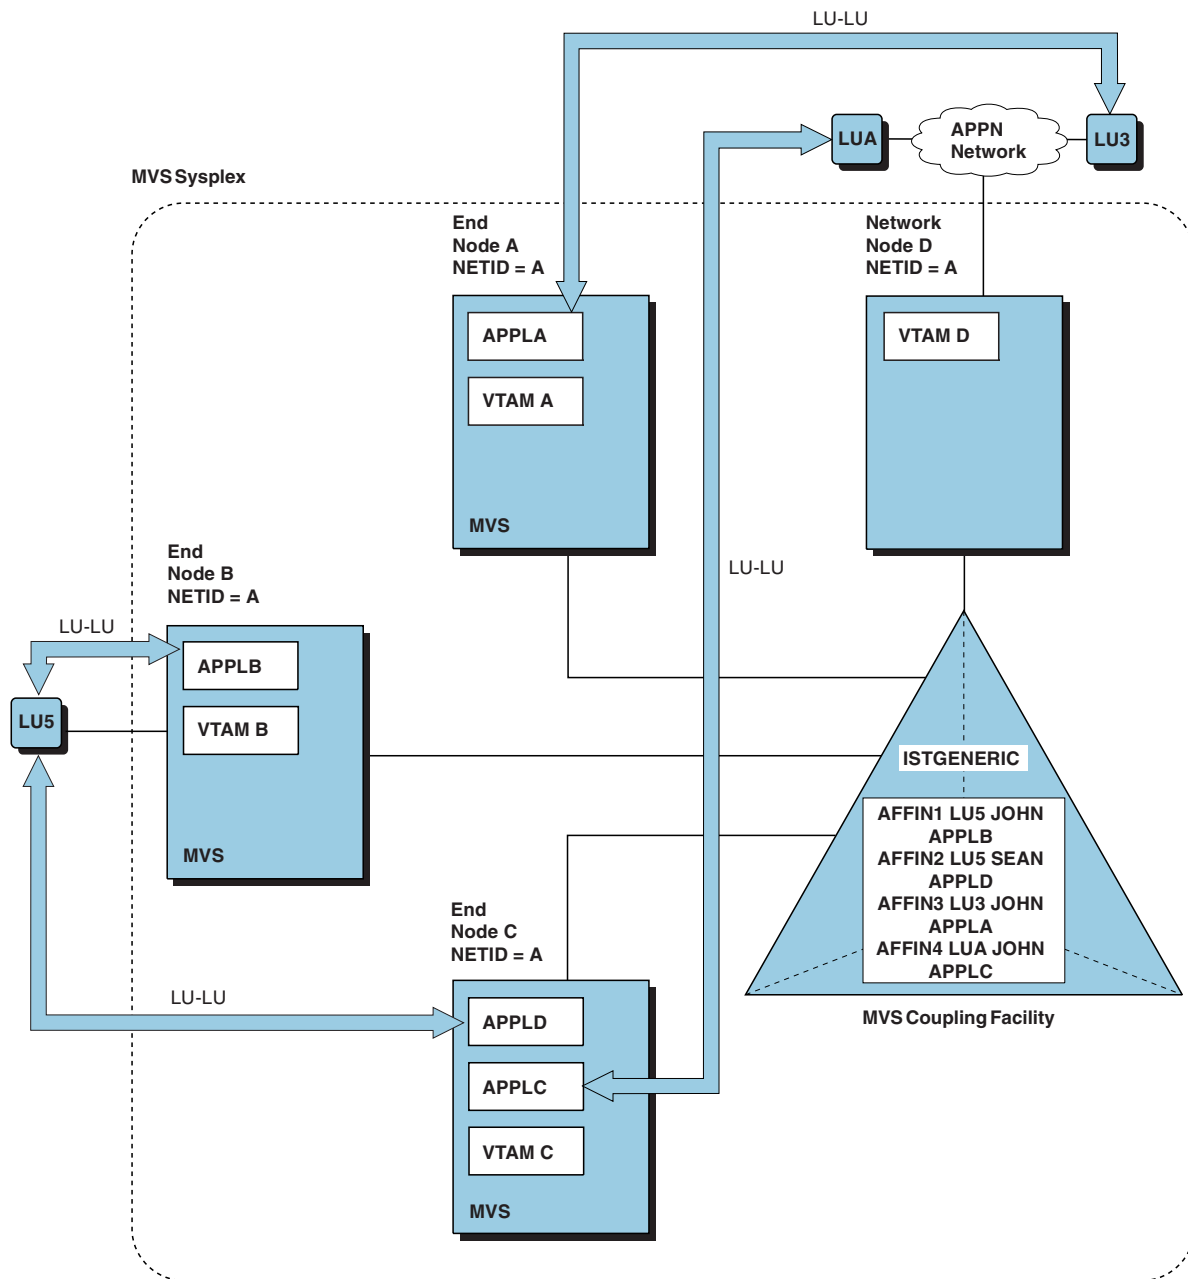 LU-LU
LUA
APPN
Network
LU3
MVS Sysplex
End
Node A
NETID = A
Network
Node D
NETID = A
APPLA
VTAM A
MVS
VTAM D
End
Node B
NETID = A
LU-LU
LU-LU
APPLB
LU5
VTAM B
MVS
ISTGENERIC
AFFIN1 LU5 JOHN
APPLB
AFFIN2 LU5 SEAN
APPLD
AFFIN3 LU3 JOHN
APPLA
AFFIN4 LUA JOHN
APPLC
MVS Coupling Facility
End
Node C
NETID = A
LU-LU
APPLD
APPLC
VTAM C
MVS